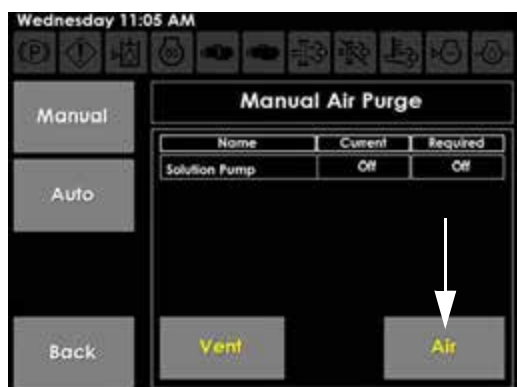 Wednesday 11:05 AM
Manual
Manual Air Purge
Name Current Required
Solution Pump Off Off
Auto
Back
Vent
Air